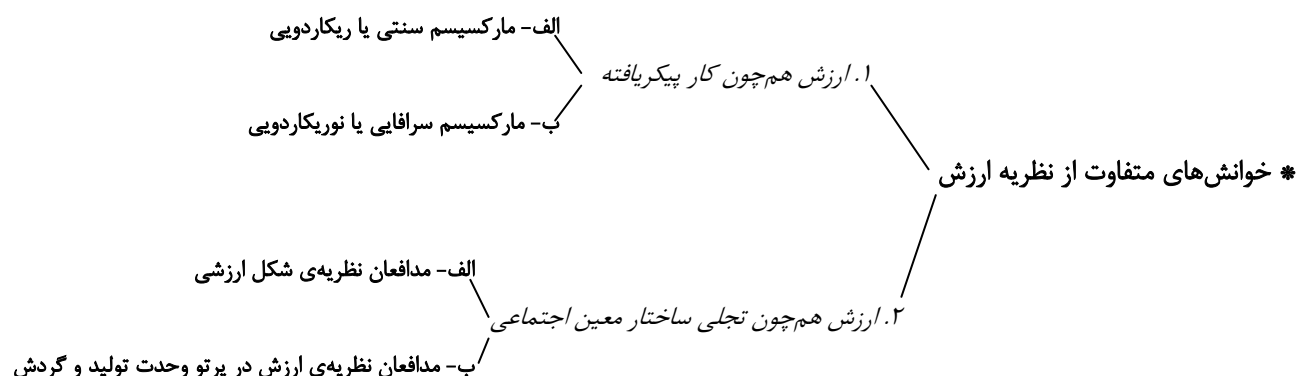 الف- مارکسیسم سنتی یا ریکاردویی
۱. ارزش هم‌چون کار پیکریافته
ب- مارکسیسم سرافایی یا نوریکاردویی
* خوانش‌های متفاوت از نظریه ارزش
الف- مدافعان نظریه‌ی شکل ارزشی
۲. ارزش هم‌چون تجلی ساختار معین اجتماعی
ب- مدافعان نظریه‌ی ارزش در پرتو وحدت تولید و گردش